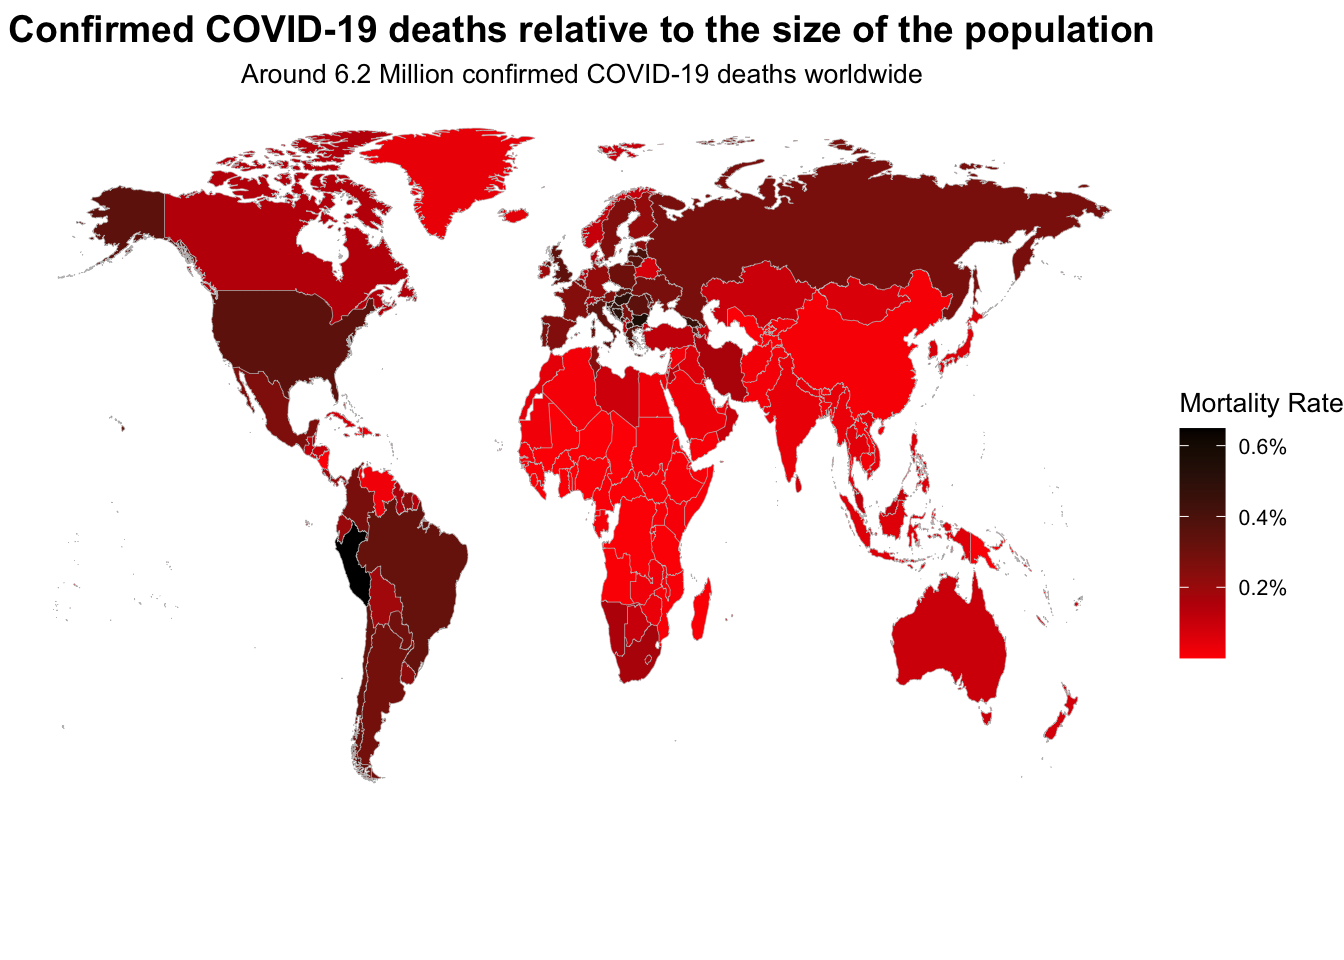 Confirmed COVID-19 deaths relative to the size of the population
Around 6.2 Million confirmed COVID-19 deaths worldwide
Mortality Rate
0.6%
0.4%
0.2%